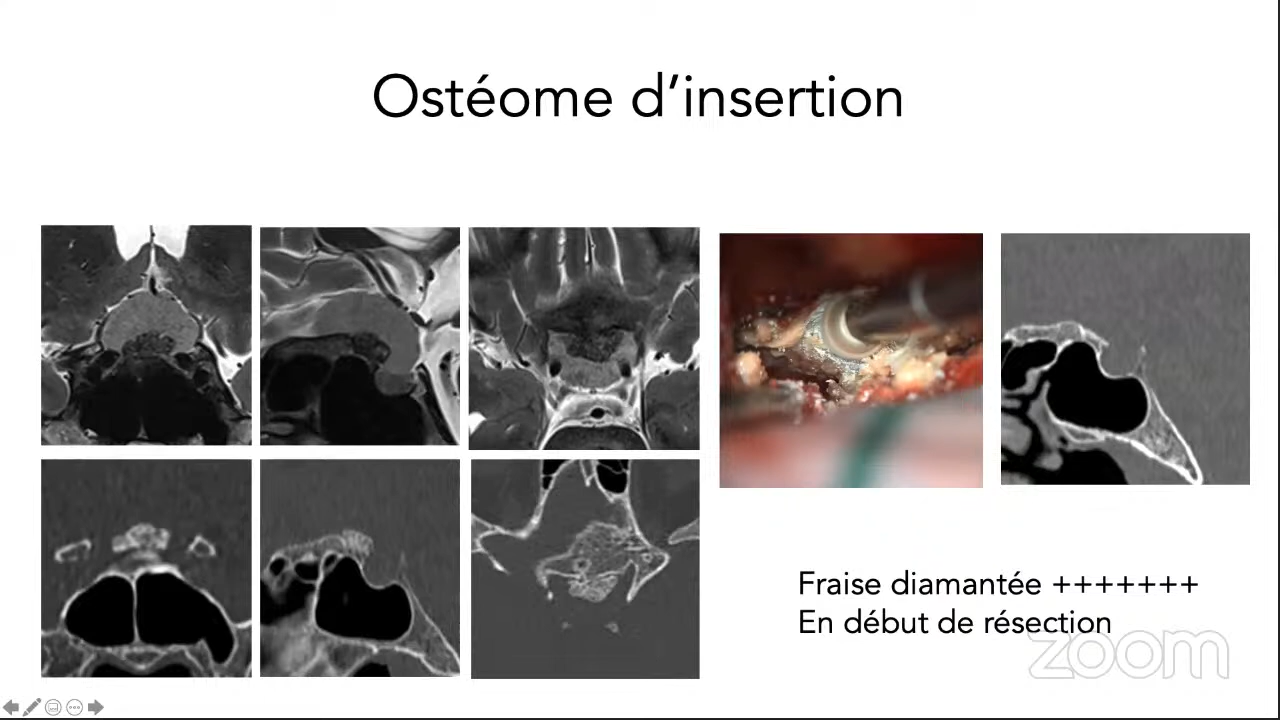 Ostéome d’insertion
Fraise diamantée +++++++
En début de résection
zoom